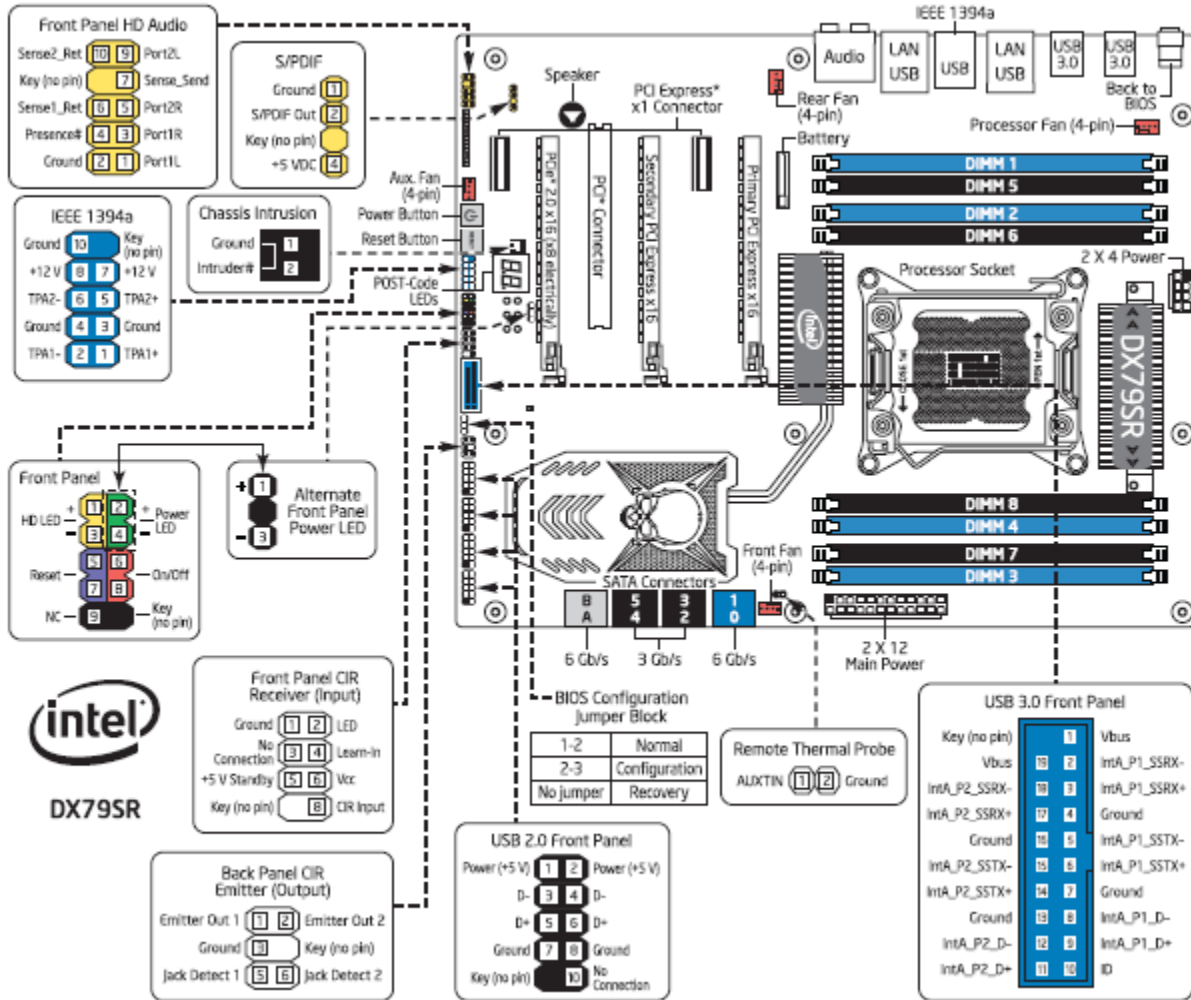 Front Panel HD Audio
Sense2_Ret 10 9 Port2L
Key (no pin) 7 Sense_Send
Sense1_Ret 6 5 Port2R
Presence# 4 3 Port1R
Ground 2 1 Port1L
S/PDIF
Ground 1
S/PDIF Out 2
Key (no pin)
+5 VDC 4
IEEE 1394a
Ground 10 Key (no pin)
+12 V 8 7 +12 V
TPA2- 6 5 TPA2+
Ground 4 3 Ground
TPA1- 2 1 TPA1+
Chassis Intrusion
Ground 1
Intruder# 2
Speaker
PCI Express*
x1 Connector
Aux. Fan
(4-pin)
Power Button
Reset Button
POST-Code
LEDs
PCIe* 2.0 x16 (x8 electrically)
PCI* Connector
Secondary PCI Express x16
Primary PCI Express x16
IEEE 1394a
Audio
LAN
USB
USB
LAN
USB
USB
3.0
USB
3.0
Back to
BIOS
Rear Fan
(4-pin)
Battery
Processor Fan (4-pin)
DIMM 1
DIMM 5
DIMM 2
DIMM 6
2 X 4 Power
Processor Socket
CLOSE 1st
OPEN 1st
(intel)
DX79SR
DIMM 8
DIMM 4
DIMM 7
DIMM 3
Front Panel
HD LED + 1 2 + Power LED
- 3 4 -
Reset 5 6 On/Off
7 8
NC 9 Key (no pin)
+ 1
- 3
Alternate
Front Panel
Power LED
SATA Connectors
B 5 3 1
A 4 2 0
6 Gb/s 3 Gb/s 6 Gb/s
Front Fan
(4-pin)
2 X 12
Main Power
intel
DX79SR
Front Panel CIR
Receiver (Input)
Ground 1 2 LED
No Connection 3 4 Learn-In
+5 V Standby 5 6 Vcc
Key (no pin) 8 CIR Input
Back Panel CIR
Emitter (Output)
Emitter Out 1 1 2 Emitter Out 2
Ground 3 Key (no pin)
Jack Detect 1 5 6 Jack Detect 2
BIOS Configuration
Jumper Block
1-2 Normal
2-3 Configuration
No jumper Recovery
USB 2.0 Front Panel
Power (+5 V) 1 2 Power (+5 V)
D- 3 4 D-
D+ 5 6 D+
Ground 7 8 Ground
Key (no pin) 10 No Connection
Remote Thermal Probe
AUXTIN 1 2 Ground
USB 3.0 Front Panel
Key (no pin) 1 Vbus
Vbus 19 2 IntA_P1_SSRX-
IntA_P2_SSRX- 18 3 IntA_P1_SSRX+
IntA_P2_SSRX+ 17 4 Ground
Ground 16 5 IntA_P1_SSTX-
IntA_P2_SSTX- 15 6 IntA_P1_SSTX+
IntA_P2_SSTX+ 14 7 Ground
Ground 13 8 IntA_P1_D-
IntA_P2_D- 12 9 IntA_P1_D+
IntA_P2_D+ 11 10 ID